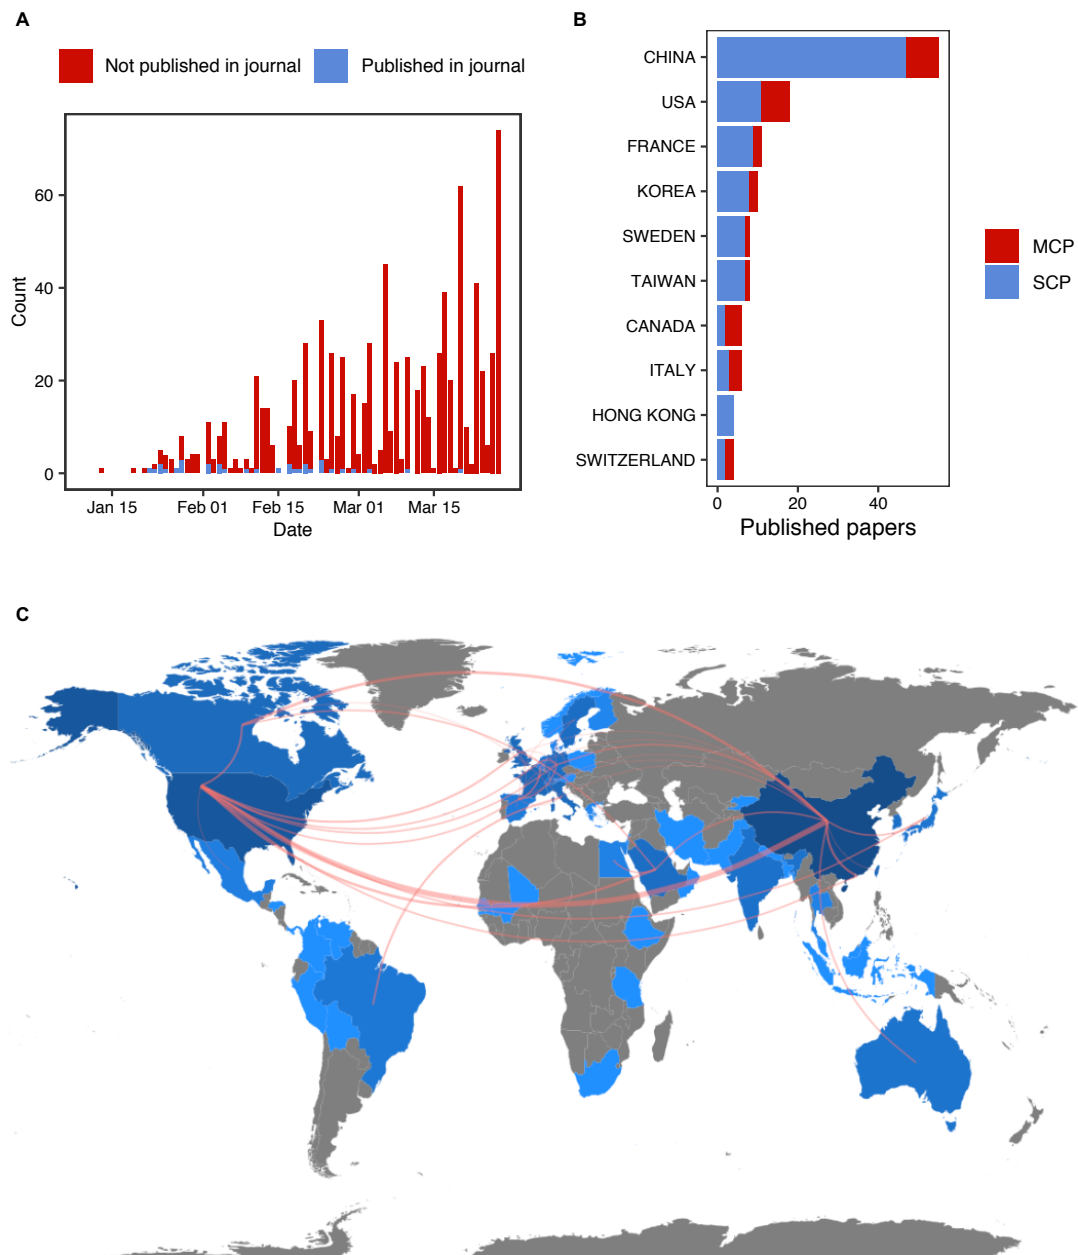 A
Not published in journal
Published in journal
Count
60
40
20
0
Jan 15
Feb 01
Feb 15
Mar 01
Mar 15
Date
B
CHINA
USA
FRANCE
KOREA
SWEDEN
TAIWAN
CANADA
ITALY
HONG KONG
SWITZERLAND
0
20
40
Published papers
MCP
SCP
C